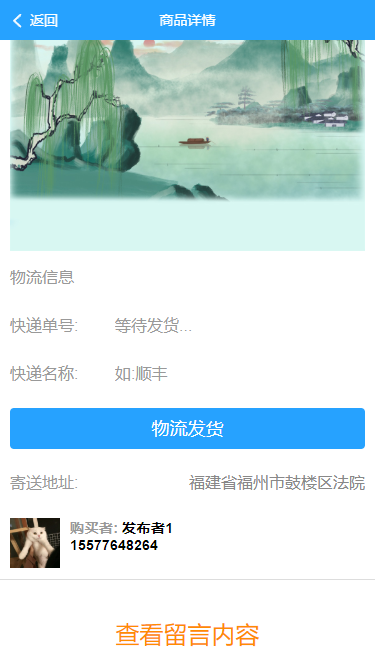 返回
商品详情
物流信息
快递单号: 等待发货...
快递名称: 如:顺丰
物流发货
寄送地址: 福建省福州市鼓楼区法院
购买者: 发布者1
15577648264
查看留言内容